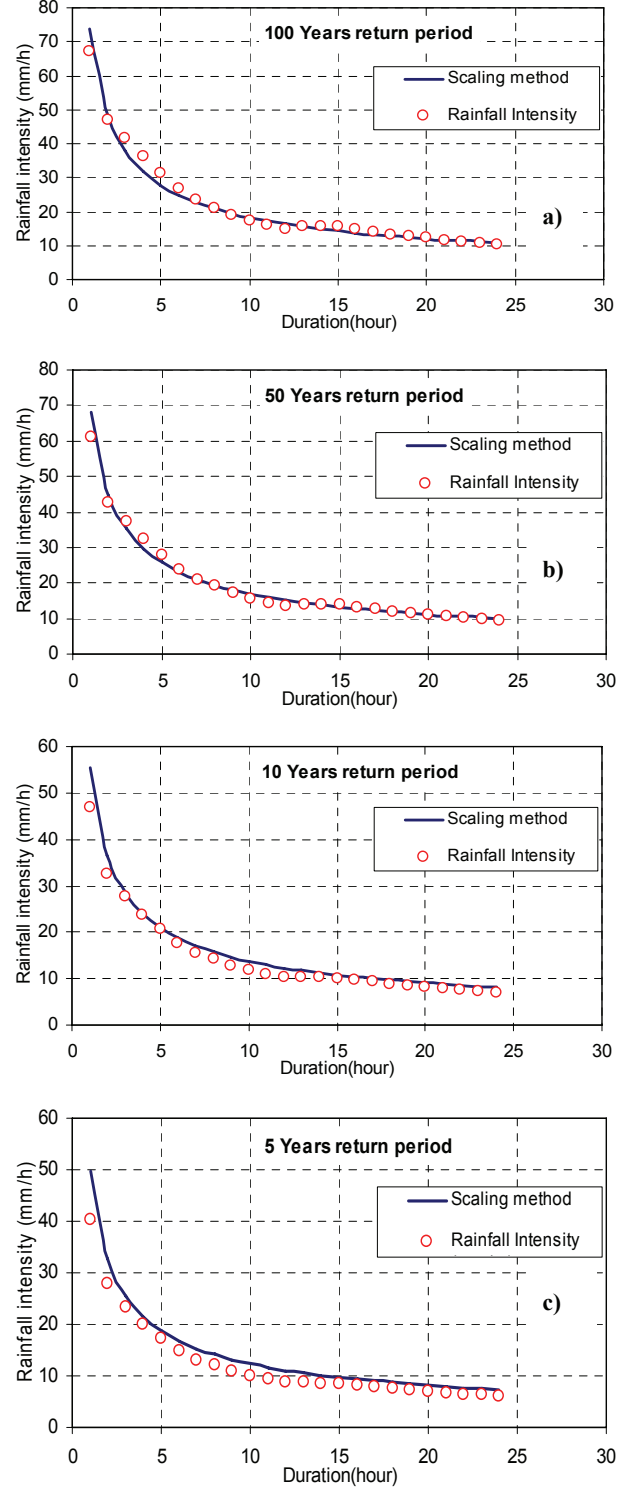 80
100 Years return period
70
Scaling method
60
Rainfall Intensity
50
40
30
20
a)
10
0
0 5 10 15 20 25 30
Rainfall intensity (mm/h)
Duration(hour)
80
50 Years return period
70
Scaling method
60
Rainfall Intensity
50
40
30
20
b)
10
0
0 5 10 15 20 25 30
Rainfall intensity (mm/h)
Duration(hour)
60
10 Years return period
50
Scaling method
40
Rainfall Intensity
30
20
10
0
0 5 10 15 20 25 30
Rainfall intensity (mm/h)
Duration(hour)
60
5 Years return period
50
Scaling method
40
Rainfall Intensity
30
c)
20
10
0
0 5 10 15 20 25 30
Rainfall intensity (mm/h)
Duration(hour)